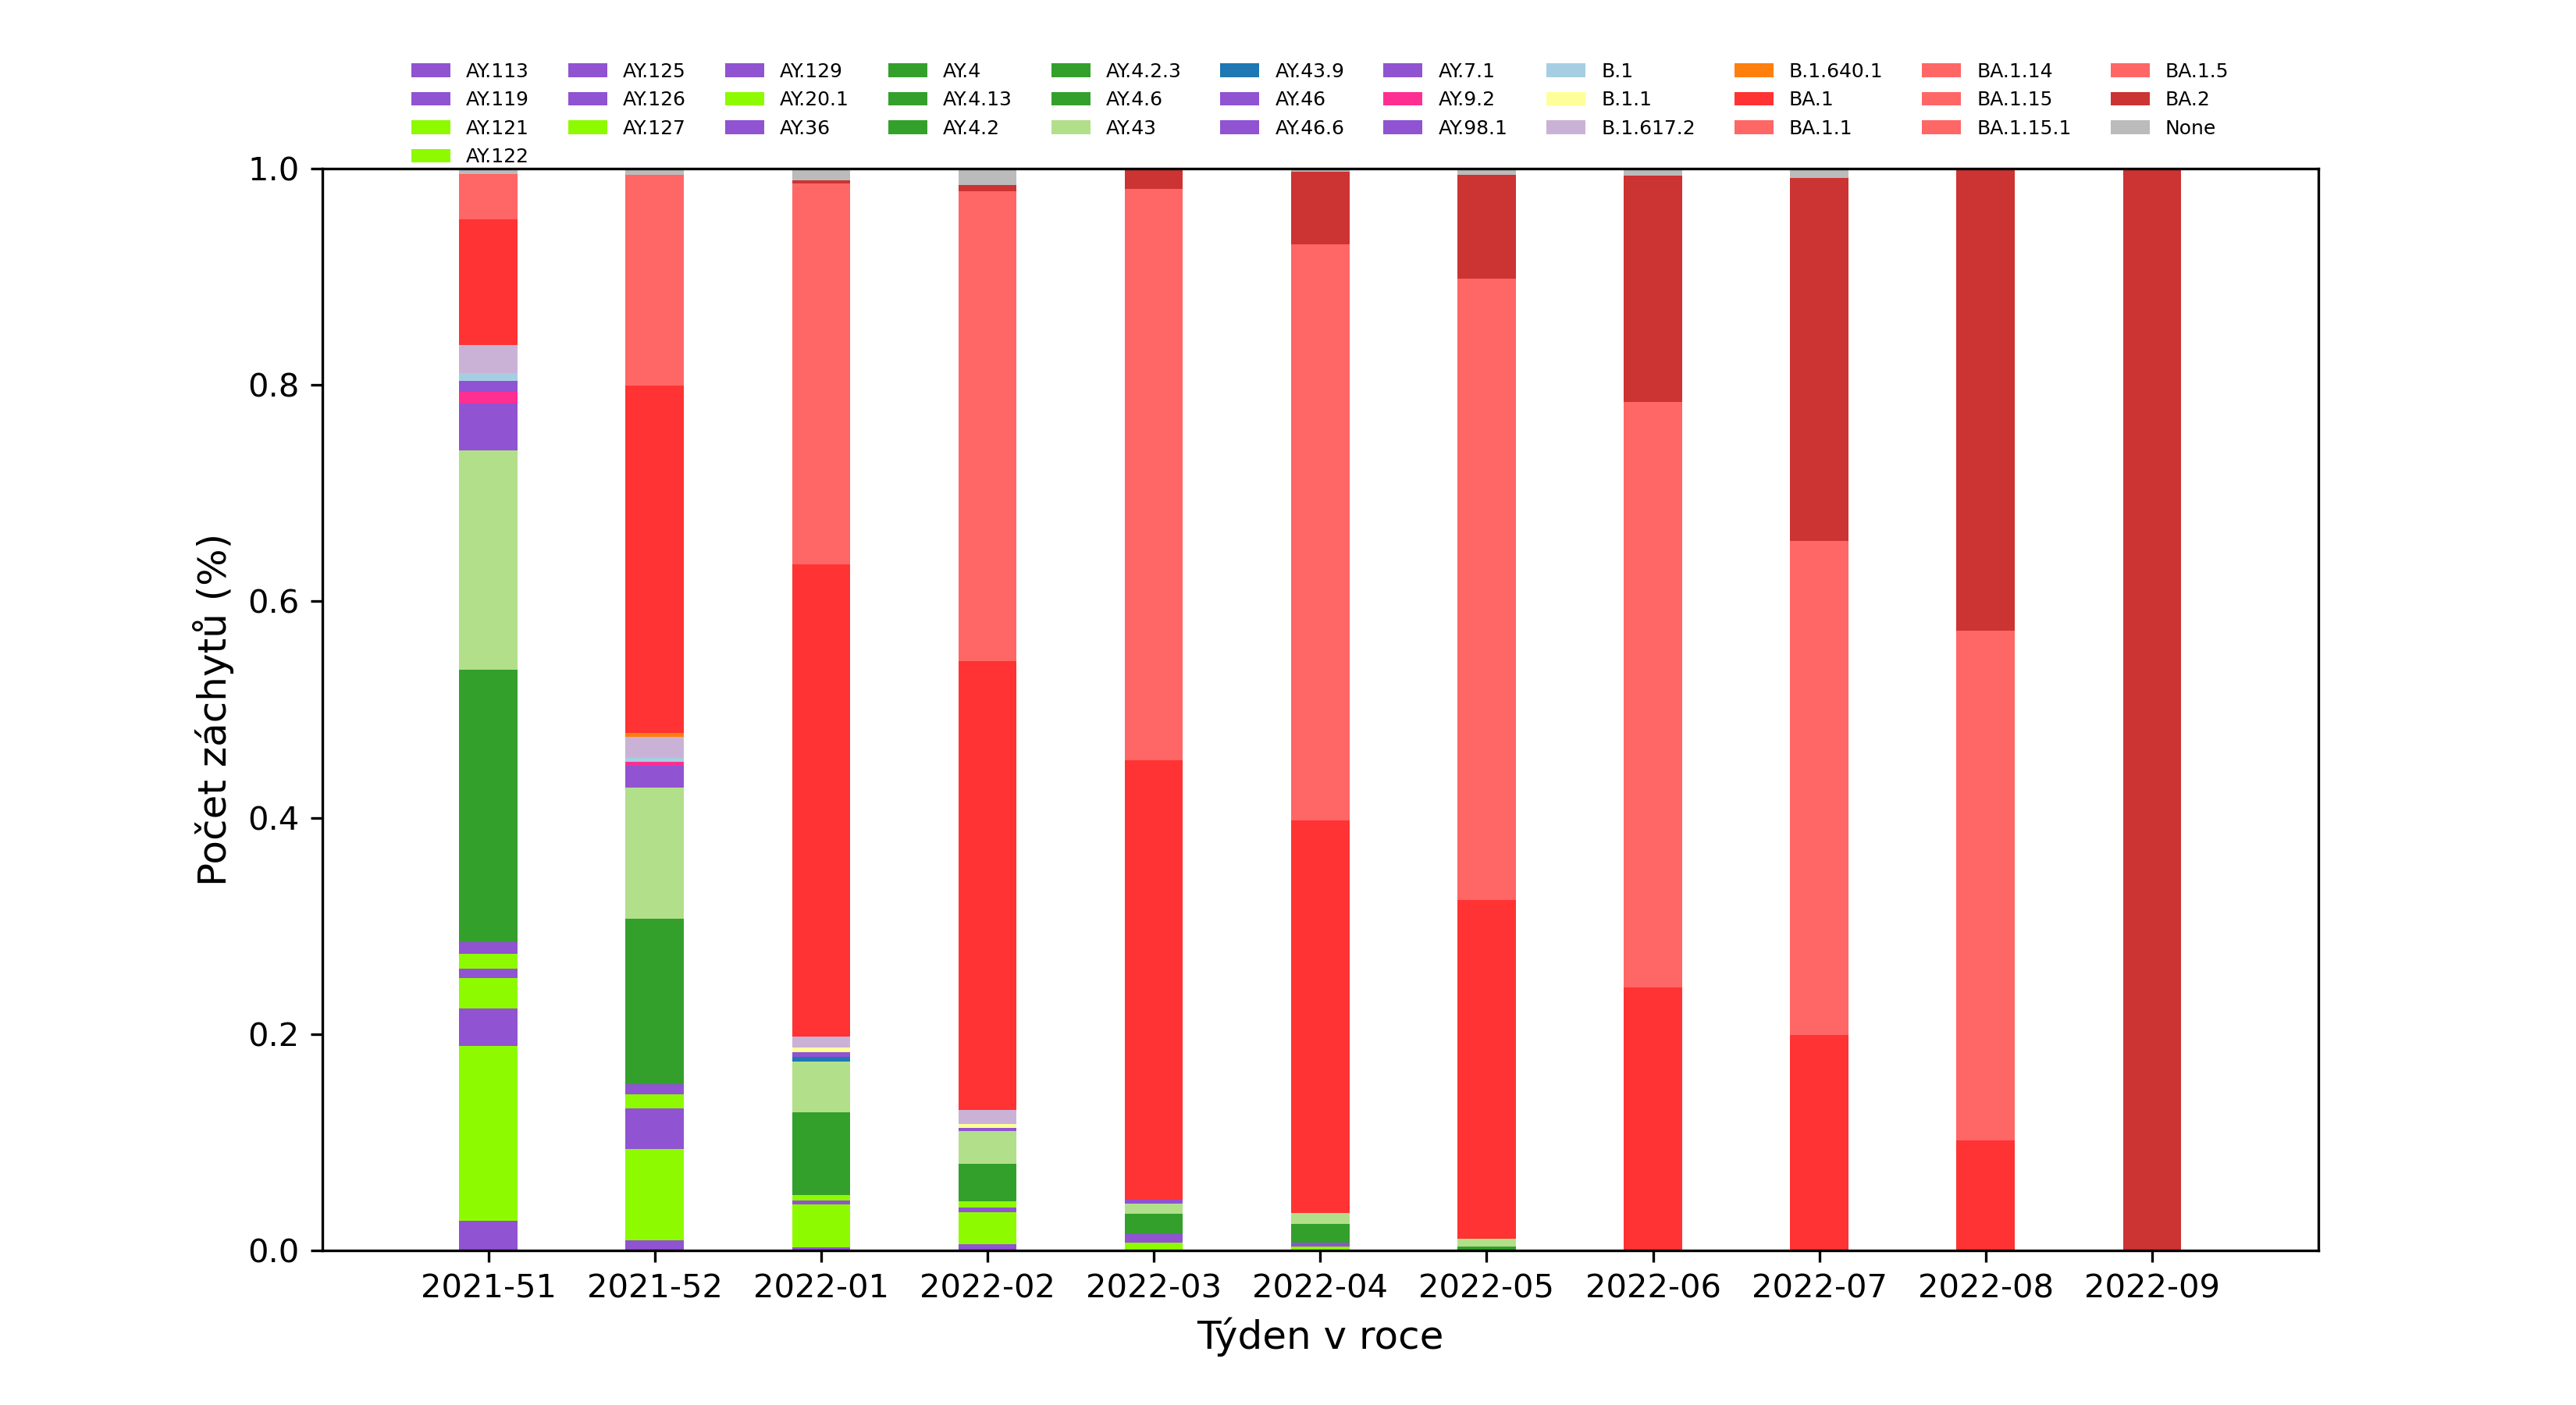 AY.113 AY.125 AY.129 AY.4 AY.4.2.3 AY.43.9 AY.7.1 B.1 B.1.640.1 BA.1.14 BA.1.5
AY.119 AY.126 AY.20.1 AY.4.13 AY.4.6 AY.46 AY.9.2 B.1.1 BA.1 BA.1.15 BA.2
AY.121 AY.127 AY.36 AY.4.2 AY.43 AY.46.6 AY.98.1 B.1.617.2 BA.1.1 BA.1.15.1 None
AY.122
1.0
0.8
0.6
0.4
0.2
0.0
Počet záchytů (%)
2021-51 2021-52 2022-01 2022-02 2022-03 2022-04 2022-05 2022-06 2022-07 2022-08 2022-09
Týden v roce